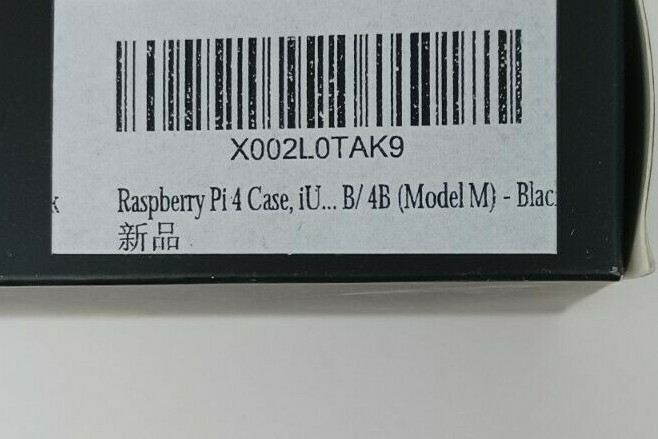 X002L0TAK9
Raspberry Pi 4 Case, iU... B/ 4B (Model M) - Blac
新品